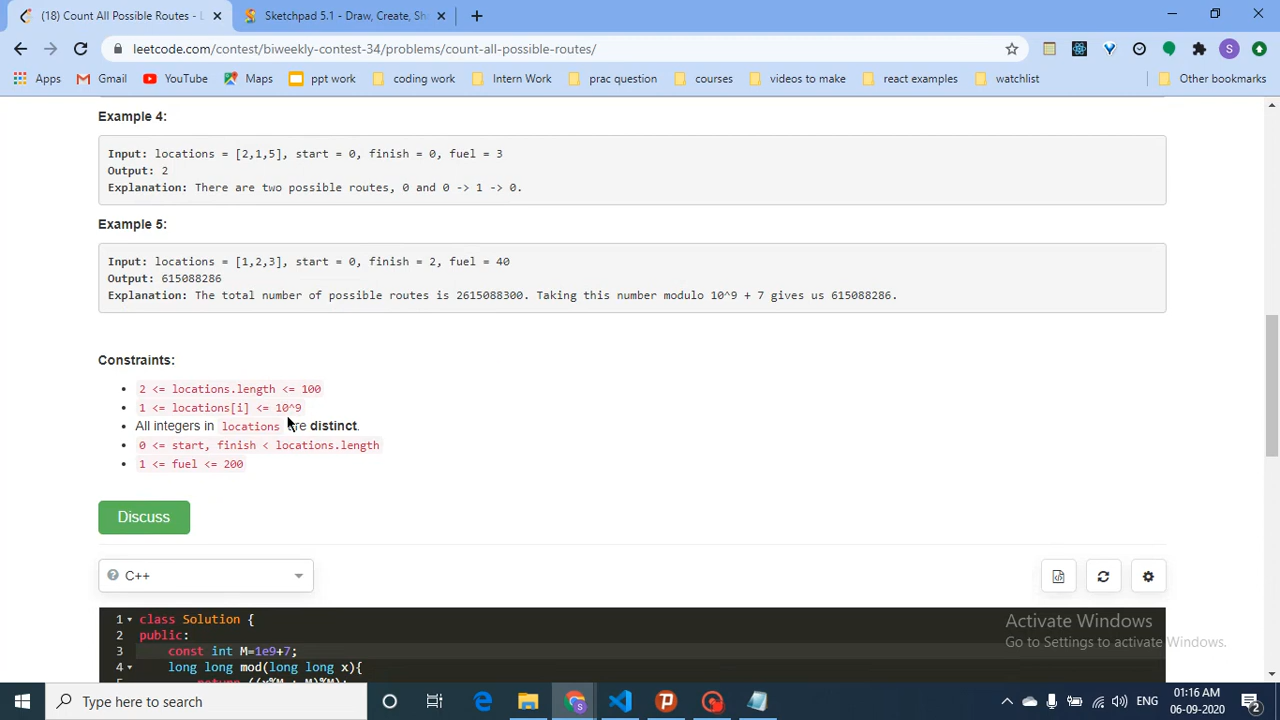 (18) Count All Possible Routes - L
Sketchpad 5.1 - Draw, Create, Sh
leetcode.com/contest/biweekly-contest-34/problems/count-all-possible-routes/
S
Apps
Gmail
YouTube
Maps
ppt work
coding work
Intern Work
prac question
courses
videos to make
react examples
watchlist
Other bookmarks
Example 4:
Input: locations = [2,1,5], start = 0, finish = 0, fuel = 3
Output: 2
Explanation: There are two possible routes, 0 and 0 -> 1 -> 0.
Example 5:
Input: locations = [1,2,3], start = 0, finish = 2, fuel = 40
Output: 615088286
Explanation: The total number of possible routes is 2615088300. Taking this number modulo 10^9 + 7 gives us 615088286.
Constraints:
2 <= locations.length <= 100
1 <= locations[i] <= 10^9
All integers in locations are distinct.
0 <= start, finish < locations.length
1 <= fuel <= 200
Discuss
C++
1 class Solution {
2 public:
3 const int M=1e9+7;
4 long long mod(long long x){
5 return ((x%M + M)%M);
Activate Windows
Go to Settings to activate Windows.
Type here to search
ENG
01:16 AM
06-09-2020
2